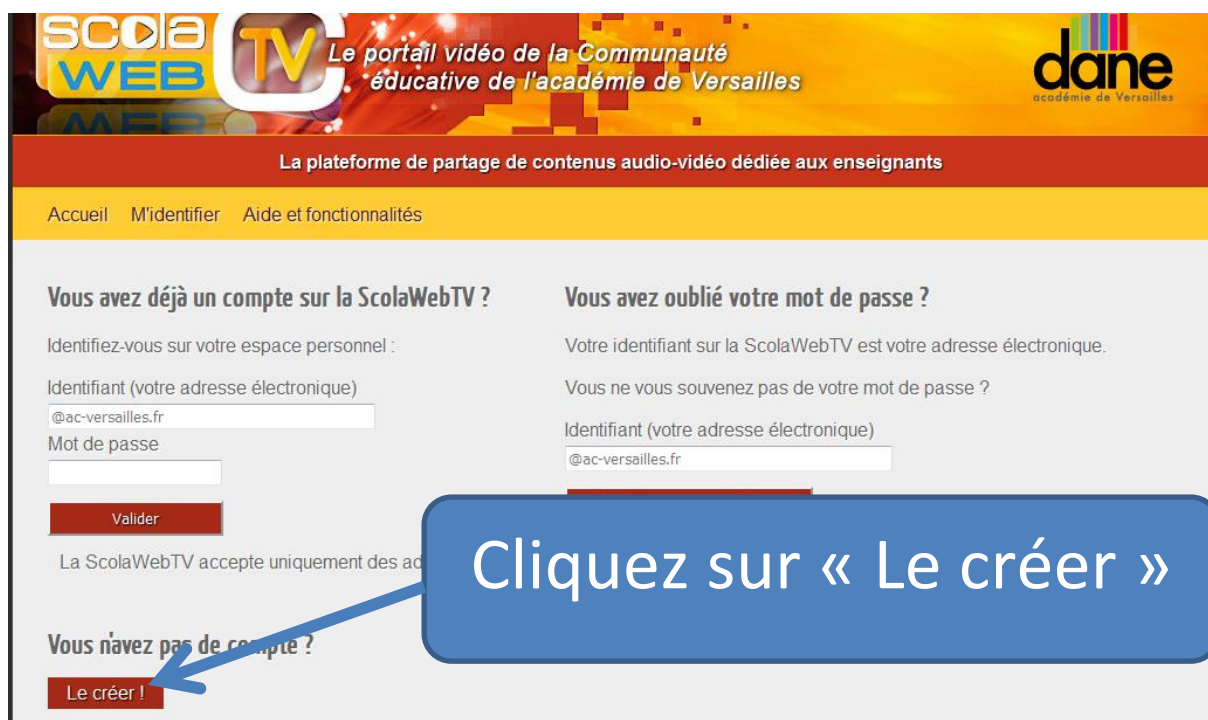 SCOLA
WEB
TV
Le portail vidéo de la Communauté
éducative de l'académie de Versailles
dane
académie de Versailles
La plateforme de partage de contenus audio-vidéo dédiée aux enseignants
Accueil M'identifier Aide et fonctionnalités
Vous avez déjà un compte sur la ScolaWebTV ?
Identifiez-vous sur votre espace personnel :
Identifiant (votre adresse électronique)
@ac-versailles.fr
Mot de passe
Valider
La ScolaWebTV accepte uniquement des
Vous n'avez pas de compte ?
Le créer !
Vous avez oublié votre mot de passe ?
Votre identifiant sur la ScolaWebTV est votre adresse électronique.
Vous ne vous souvenez pas de votre mot de passe ?
Identifiant (votre adresse électronique)
@ac-versailles.fr
Cliquez sur « Le créer »